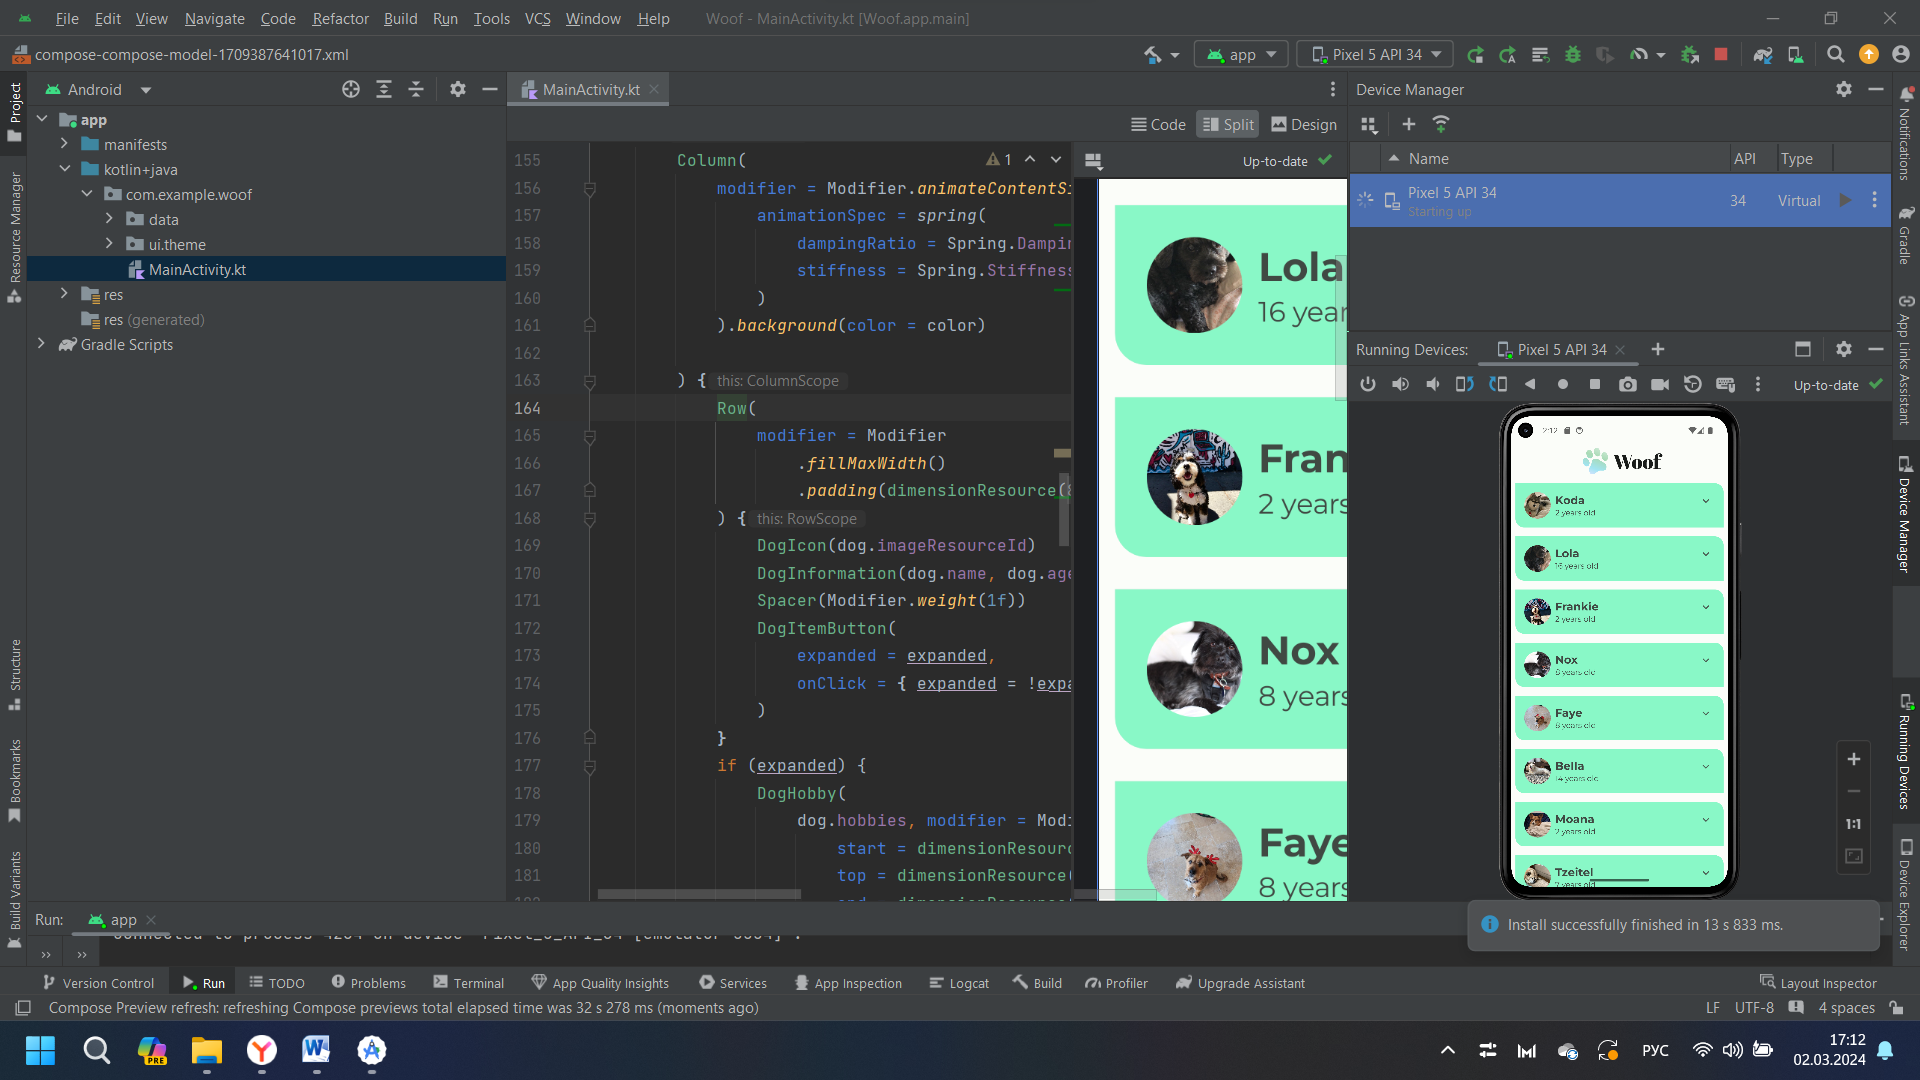 File Edit View Navigate Code Refactor Build Run Tools VCS Window Help Woof - MainActivity.kt [Woof.app.main]
compose-compose-model-1709387641017.xml
app
Pixel 5 API 34
Project
Resource Manager
Structure
Bookmarks
Build Variants
Android
app
manifests
kotlin+java
com.example.woof
data
ui.theme
MainActivity.kt
res
res (generated)
Gradle Scripts
MainActivity.kt
Code Split Design
1
155 Column(
156 modifier = Modifier.animateContentSi
157 animationSpec = spring(
158 dampingRatio = Spring.Dampin
159 stiffness = Spring.Stiffness
160 )
161 ).background(color = color)
162
163 ) { this: ColumnScope
164 Row(
165 modifier = Modifier
166 .fillMaxWidth()
167 .padding(dimensionResource(
168 ) { this: RowScope
169 DogIcon(dog.imageResourceId)
170 DogInformation(dog.name, dog.age
171 Spacer(Modifier.weight(1f))
172 DogItemButton(
173 expanded = expanded,
174 onClick = { expanded = !expa
175 )
176 }
177 if (expanded) {
178 DogHobby(
179 dog.hobbies, modifier = Modi
180 start = dimensionResourc
181 top = dimensionResource(
Up-to-date
Lola
16 year
Fran
2 years
Nox
8 years
Faye
8 years
Device Manager
Name API Type
Pixel 5 API 34 34 Virtual
Starting up
Running Devices: Pixel 5 API 34
Up-to-date
2:12
Woof
Koda
2 years old
Lola
16 years old
Frankie
2 years old
Nox
8 years old
Faye
8 years old
Bella
14 years old
Moana
2 years old
Tzeitel
7 years old
1:1
Notifications
Gradle
App Links Assistant
Device Manager
Running Devices
Device Explorer
Run: app
Install successfully finished in 13 s 833 ms.
Version Control Run TODO Problems Terminal App Quality Insights Services App Inspection Logcat Build Profiler Upgrade Assistant Layout Inspector
Compose Preview refresh: refreshing Compose previews total elapsed time was 32 s 278 ms (moments ago) LF UTF-8 4 spaces
PRE
РУС
17:12
02.03.2024